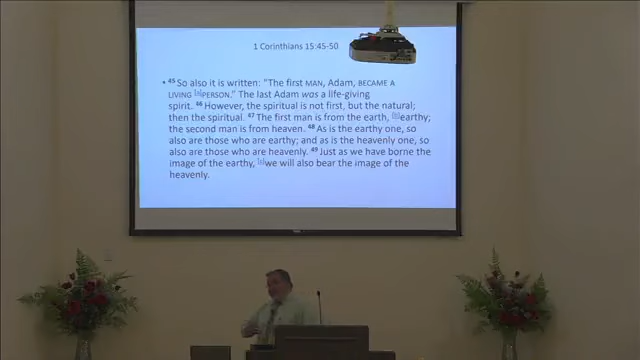 1 Corinthians 15:45-50
• 45 So also it is written: "The first MAN, Adam, BECAME A
LIVING [a]PERSON." The last Adam was a life-giving
spirit. 46 However, the spiritual is not first, but the natural;
then the spiritual. 47 The first man is from the earth, [b]earthy;
the second man is from heaven. 48 As is the earthy one, so
also are those who are earthy; and as is the heavenly one, so
also are those who are heavenly. 49 Just as we have borne the
image of the earthy, [c]we will also bear the image of the
heavenly.